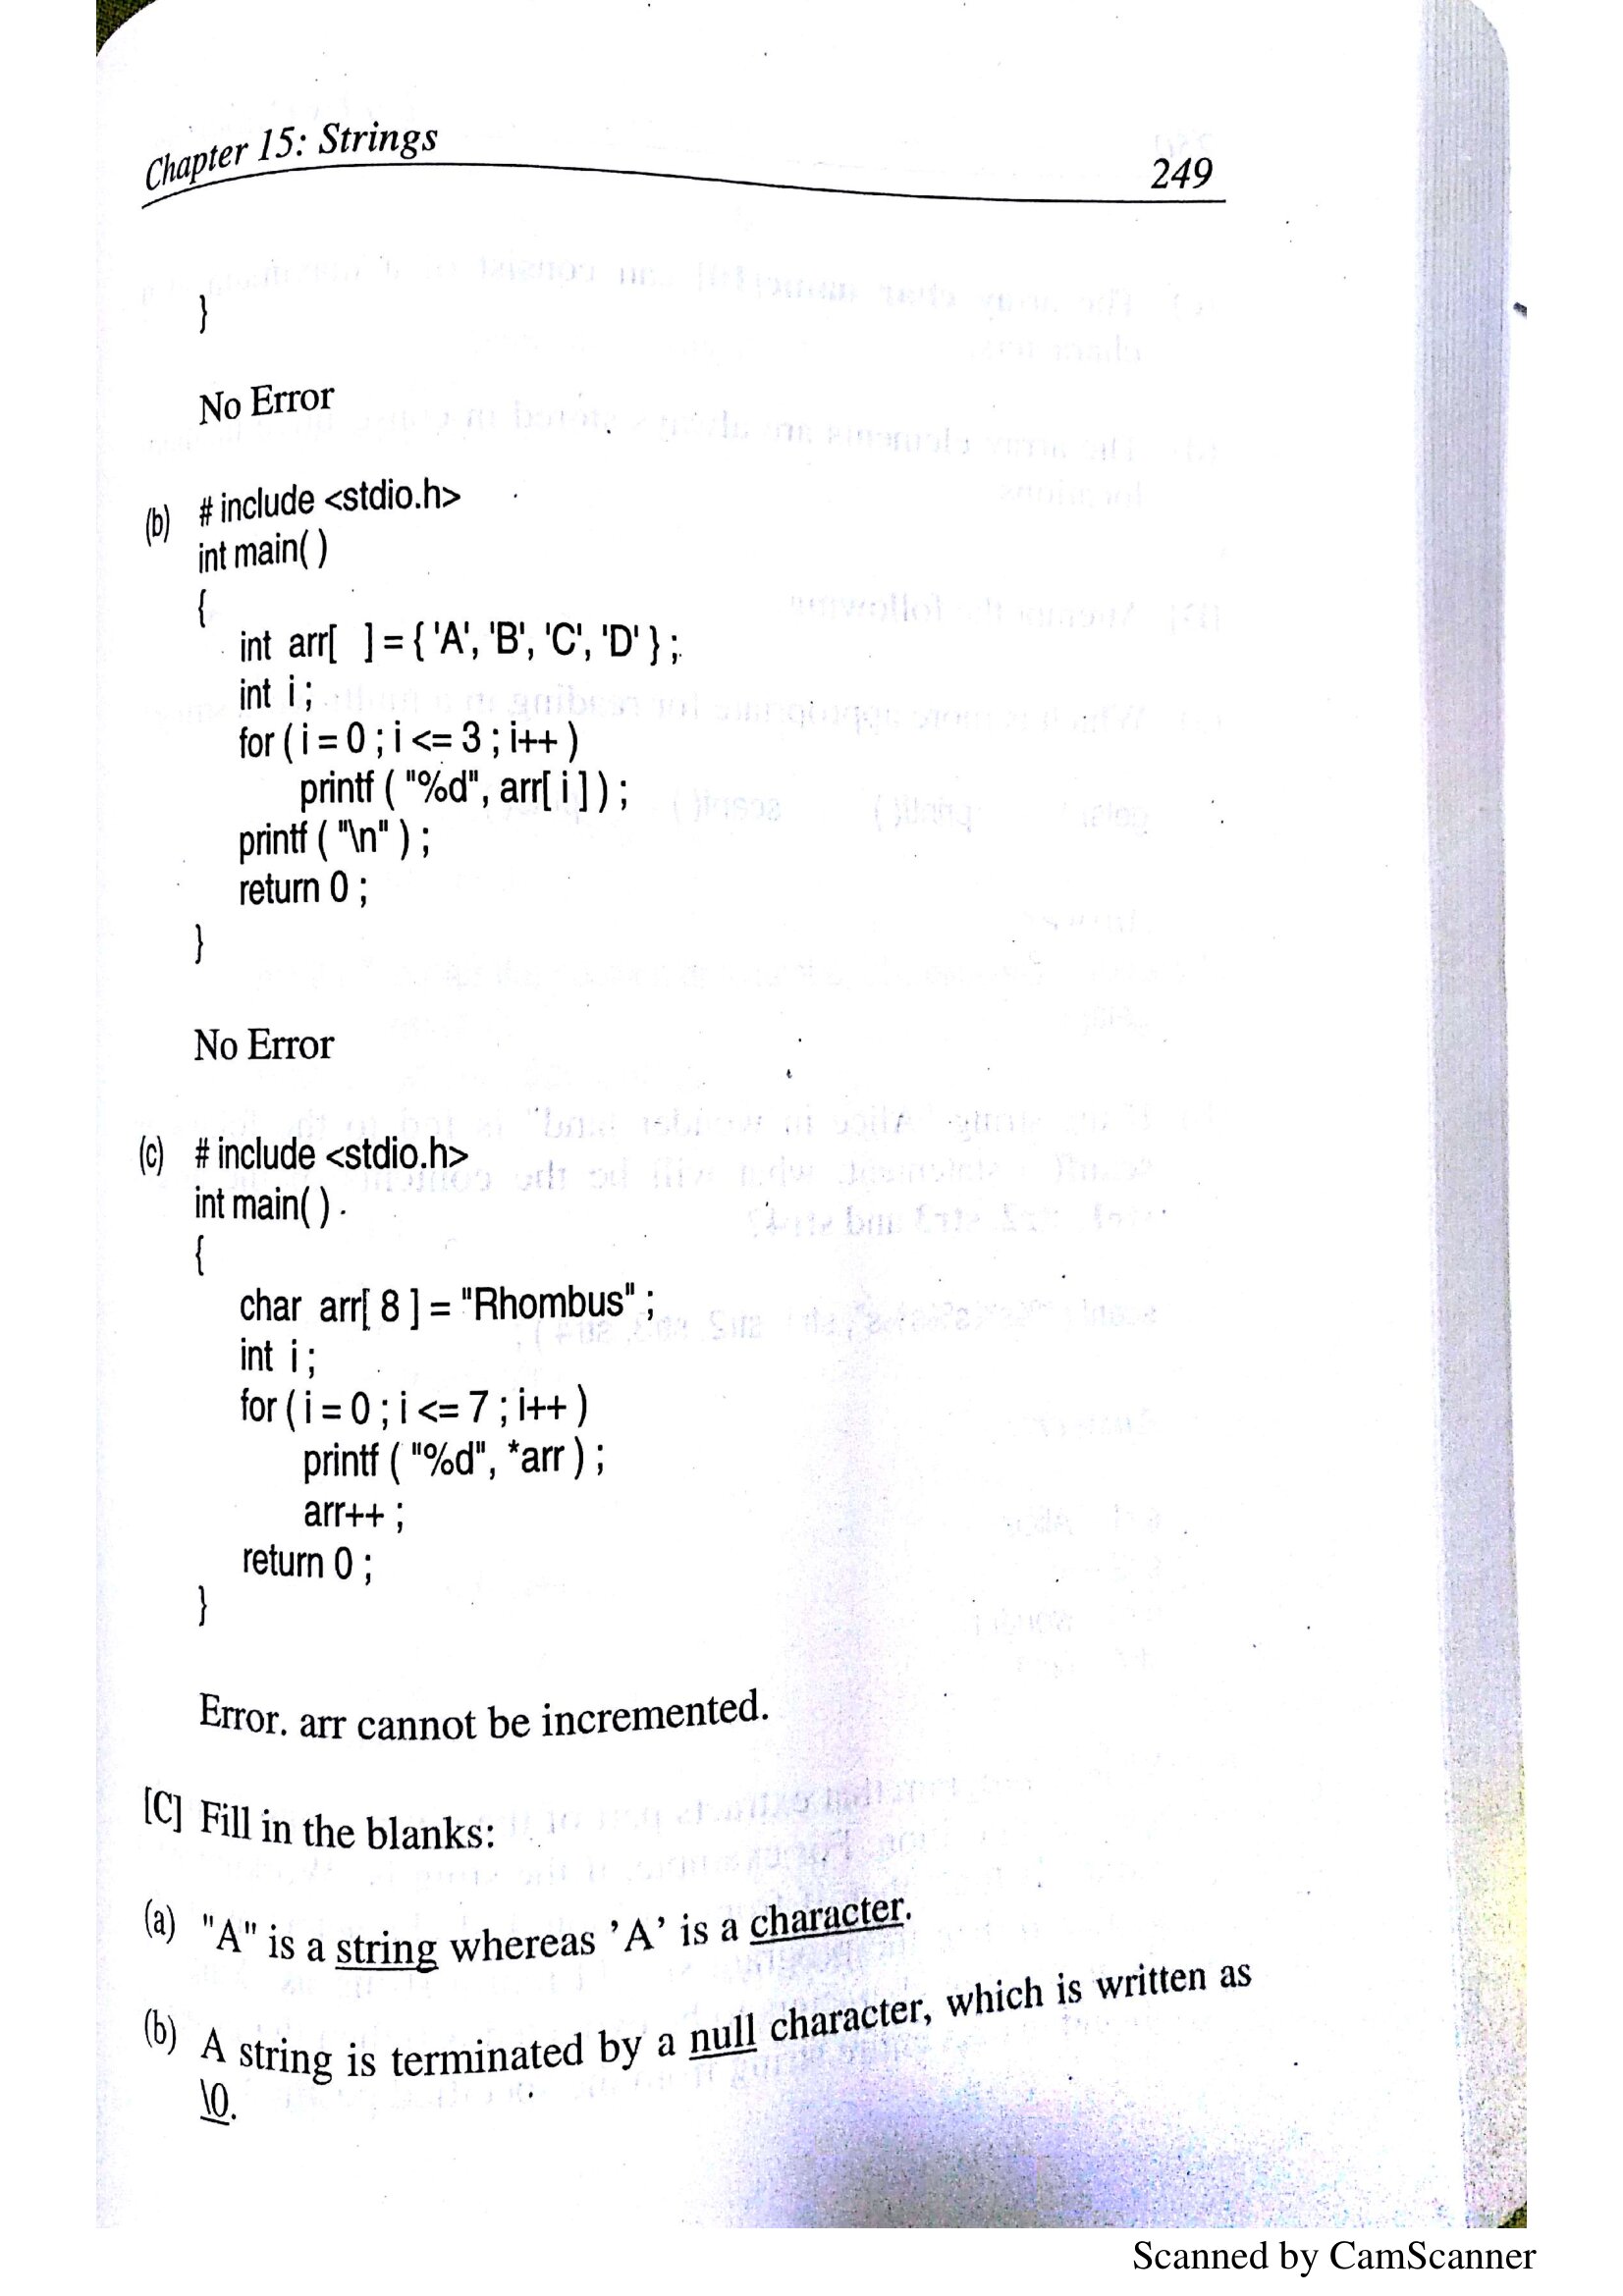 Chapter 15: Strings 249
}
No Error
(b) # include <stdio.h>
int main( )
{
int arr[ ] = { 'A', 'B', 'C', 'D' } ;
int i ;
for ( i = 0 ; i <= 3 ; i++ )
printf ( "%d", arr[ i ] ) ;
printf ( "\n" ) ;
return 0 ;
}
No Error
(c) # include <stdio.h>
int main( )
{
char arr[ 8 ] = "Rhombus" ;
int i ;
for ( i = 0 ; i <= 7 ; i++ )
printf ( "%d", *arr ) ;
arr++ ;
return 0 ;
}
Error. arr cannot be incremented.
[C] Fill in the blanks:
(a) "A" is a string whereas ’A’ is a character.
(b) A string is terminated by a null character, which is written as
\0.
Scanned by CamScanner